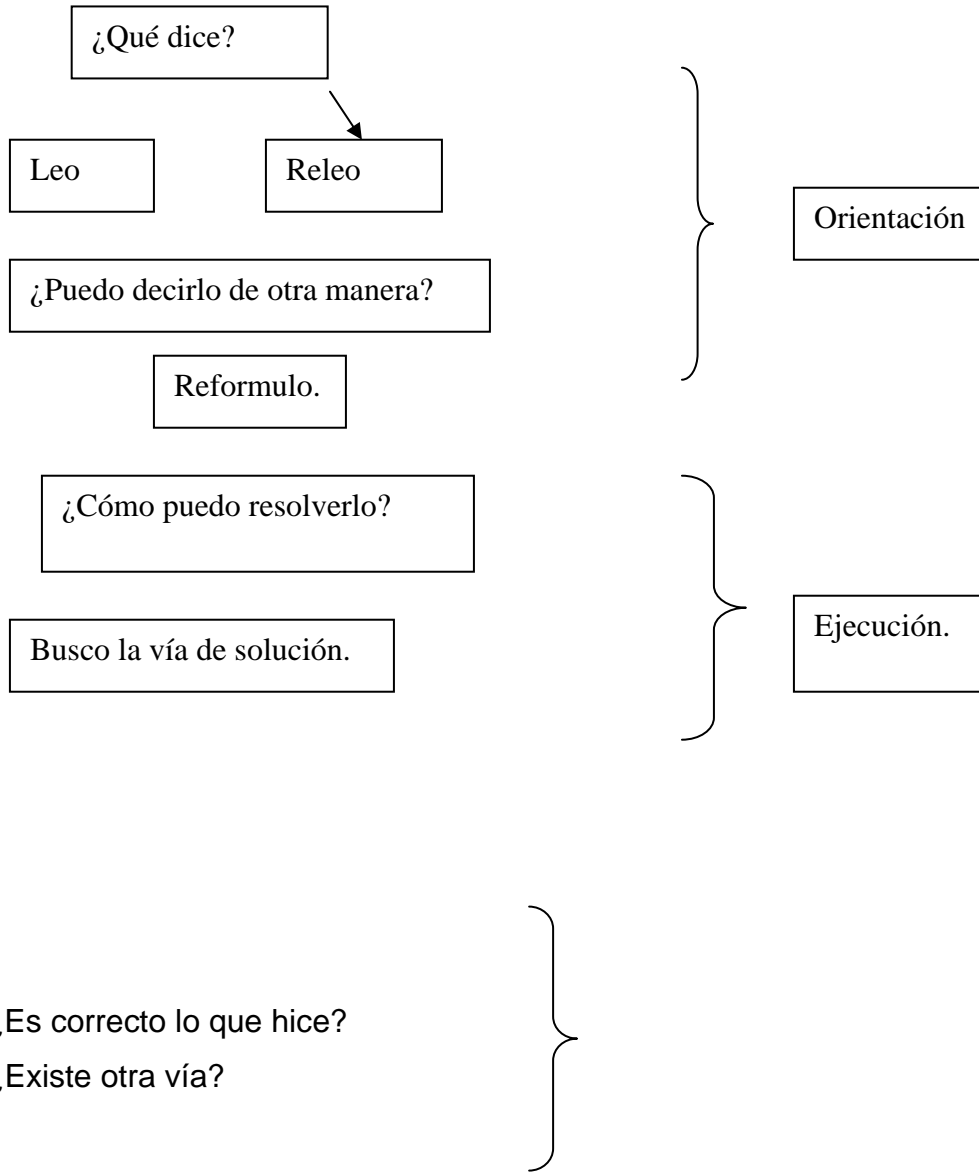 ¿Qué dice?
Leo
Releo
Orientación
¿Puedo decirlo de otra manera?
Reformulo.
¿Cómo puedo resolverlo?
Ejecución.
Busco la vía de solución.
¿Es correcto lo que hice?
¿Existe otra vía?